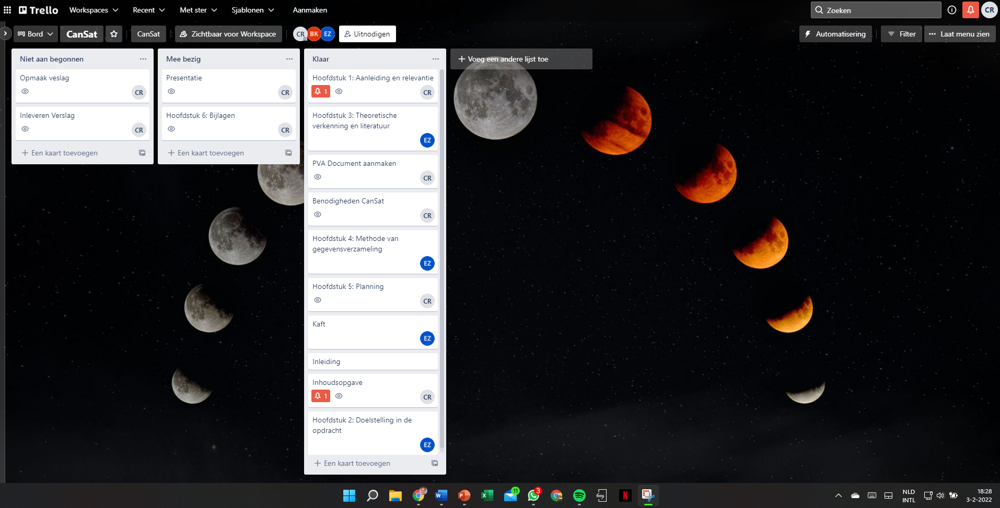 Trello Workspaces Recent Met ster Sjablonen Aanmaken Zoeken CR
Bord CanSat CanSat Zichtbaar voor Workspace CR BK EZ Uitnodigen Automatisering Filter Laat menu zien
Niet aan begonnen
Opmaak veslag
CR
Inleveren Verslag
CR
Een kaart toevoegen
Mee bezig
Presentatie
CR
Hoofdstuk 6: Bijlagen
CR
Een kaart toevoegen
Klaar
Hoofdstuk 1: Aanleiding en relevantie
1 CR
Hoofdstuk 3: Theoretische
verkenning en literatuur
EZ
PVA Document aanmaken
CR
Benodigheden CanSat
CR
Hoofdstuk 4: Methode van
gegevensverzameling
EZ
Hoofdstuk 5: Planning
CR
Kaft
EZ
Inleiding
Inhoudsopgave
1 CR
Hoofdstuk 2: Doelstelling in de
opdracht
EZ
Een kaart toevoegen
Voeg een andere lijst toe
W P X 11 3 N
NLD
INTL
18:28
3-2-2022